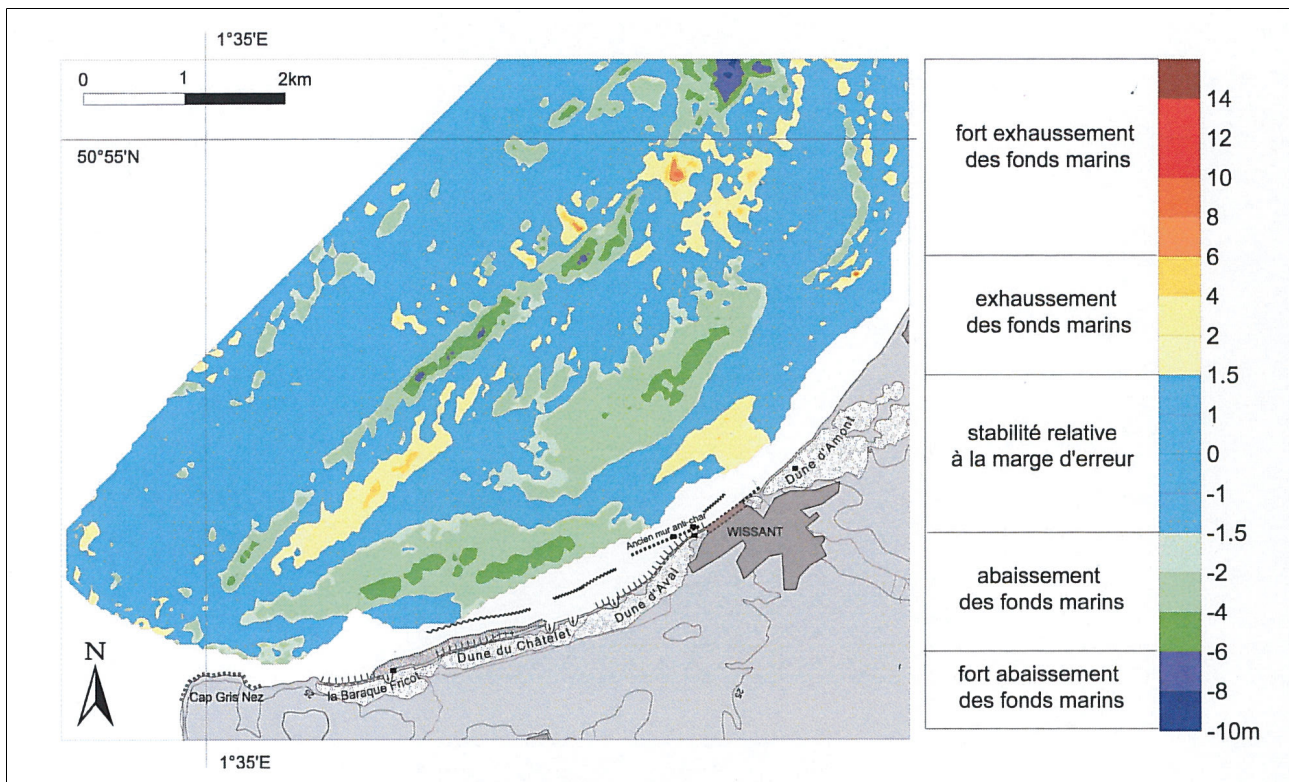 1°35'E
0 1 2km
50°55'N
N
Cap Gris Nez
52
la Baraque Fricot
Dune du Châtelet
Dune d'Aval
Ancien mur anti-char
WISSANT
Dune d'Amont
52
1°35'E
fort exhaussement
des fonds marins
exhaussement
des fonds marins
stabilité relative
à la marge d'erreur
abaissement
des fonds marins
fort abaissement
des fonds marins
14
12
10
8
6
4
2
1.5
1
0
-1
-1.5
-2
-4
-6
-8
-10m